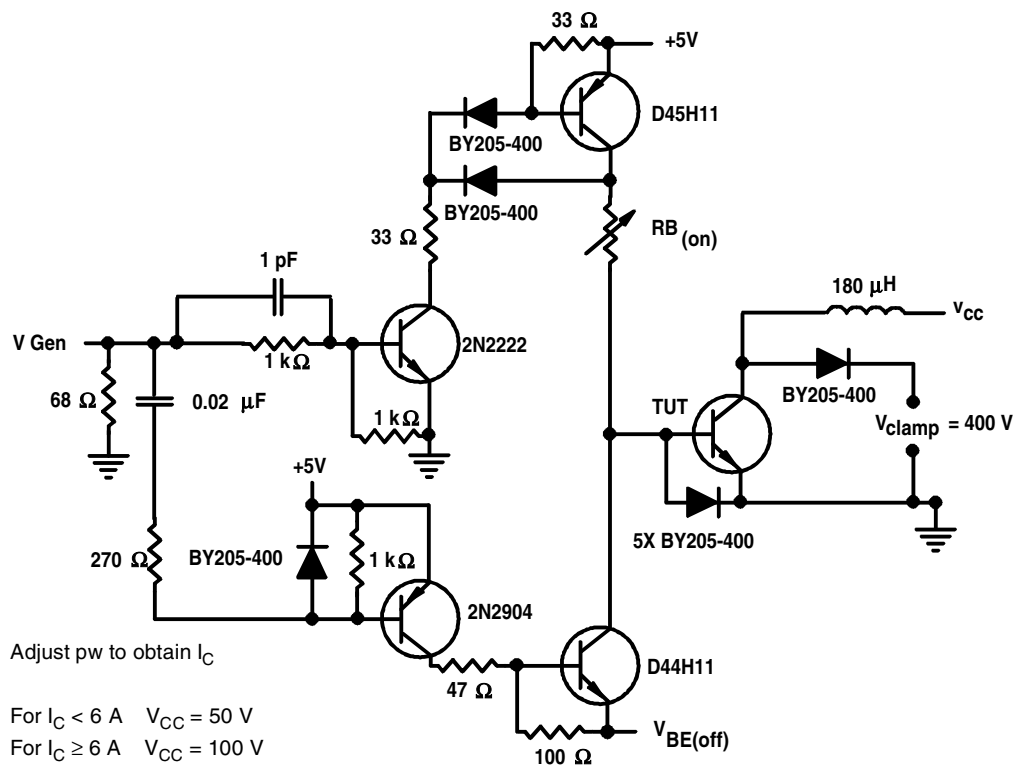 33 Ω
+5V
D45H11
BY205-400
BY205-400
33 Ω
RB(on)
1 pF
180 µH
vCC
V Gen
1 kΩ
2N2222
BY205-400
68 Ω
0.02 µF
TUT
Vclamp = 400 V
1 kΩ
+5V
5X BY205-400
270 Ω
BY205-400
1 kΩ
2N2904
Adjust pw to obtain IC
D44H11
47 Ω
For IC < 6 A VCC = 50 V
VBE(off)
For IC ≥ 6 A VCC = 100 V
100 Ω